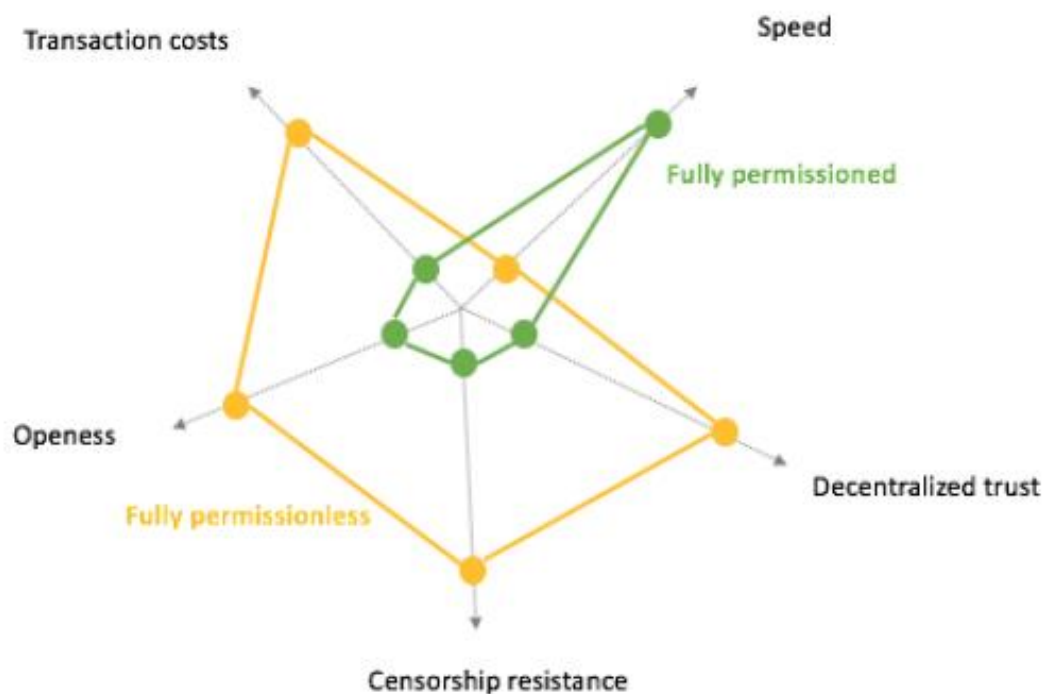 Speed
Transaction costs
Fully permissioned
Openess
Decentralized trust
Fully permissionless
Censorship resistance